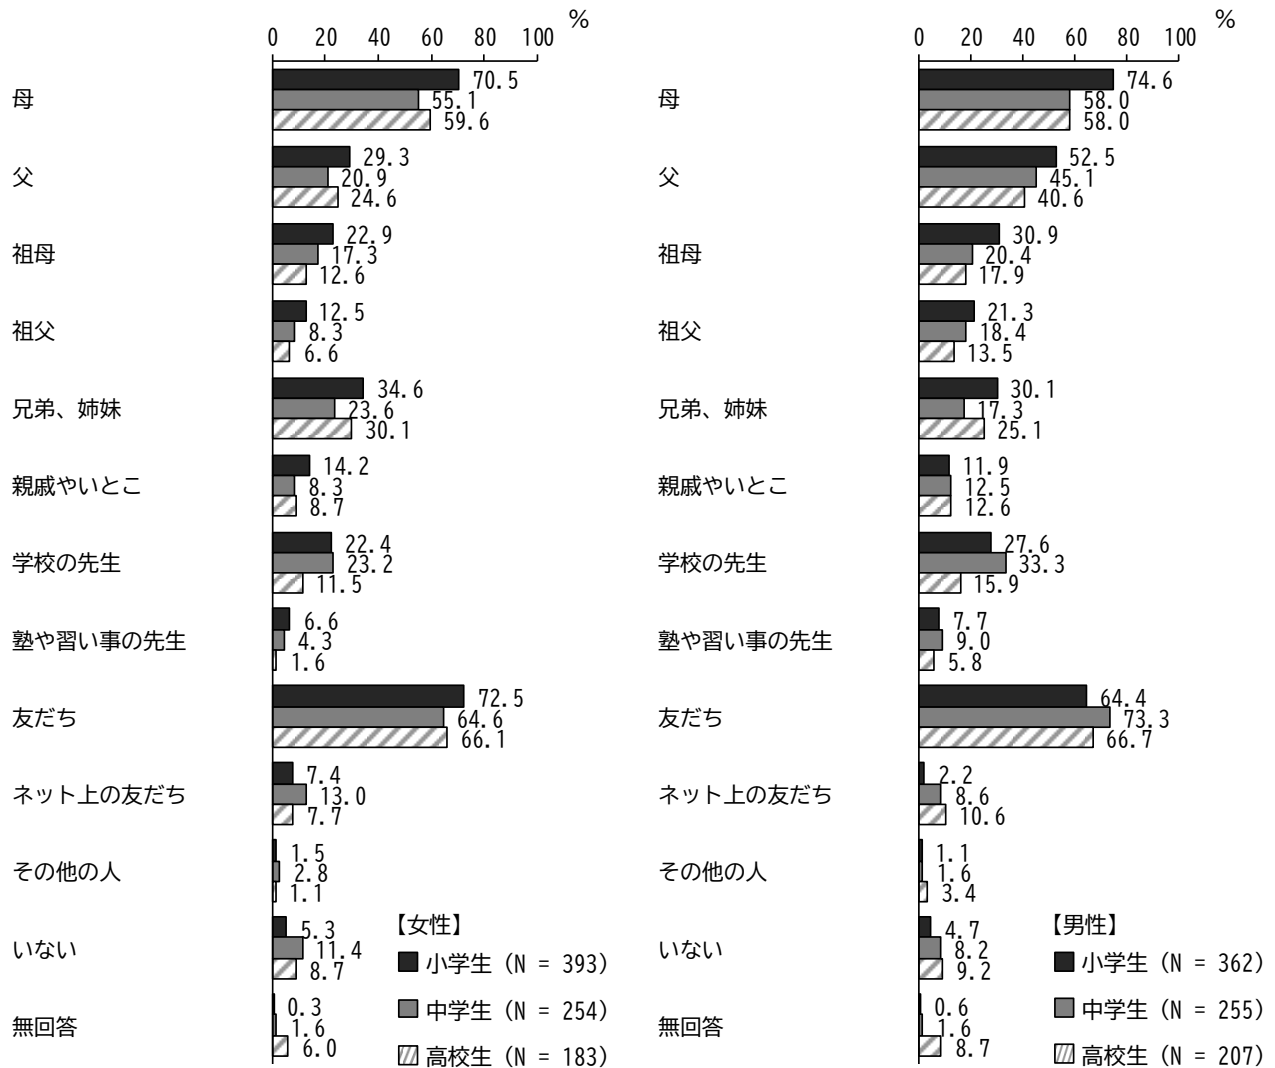 %
0 20 40 60 80 100
母
70.5
55.1
59.6
父
29.3
20.9
24.6
祖母
22.9
17.3
12.6
祖父
12.5
8.3
6.6
兄弟、姉妹
34.6
23.6
30.1
親戚やいとこ
14.2
8.3
8.7
学校の先生
22.4
23.2
11.5
塾や習い事の先生
6.6
4.3
1.6
友だち
72.5
64.6
66.1
ネット上の友だち
7.4
13.0
7.7
その他の人
1.5
2.8
1.1
いない
5.3
11.4
8.7
無回答
0.3
1.6
6.0
【女性】
小学生（N = 393）
中学生（N = 254）
高校生（N = 183）
%
0 20 40 60 80 100
母
74.6
58.0
58.0
父
52.5
45.1
40.6
祖母
30.9
20.4
17.9
祖父
21.3
18.4
13.5
兄弟、姉妹
30.1
17.3
25.1
親戚やいとこ
11.9
12.5
12.6
学校の先生
27.6
33.3
15.9
塾や習い事の先生
7.7
9.0
5.8
友だち
64.4
73.3
66.7
ネット上の友だち
2.2
8.6
10.6
その他の人
1.1
1.6
3.4
いない
4.7
8.2
9.2
無回答
0.6
1.6
8.7
【男性】
小学生（N = 362）
中学生（N = 255）
高校生（N = 207）